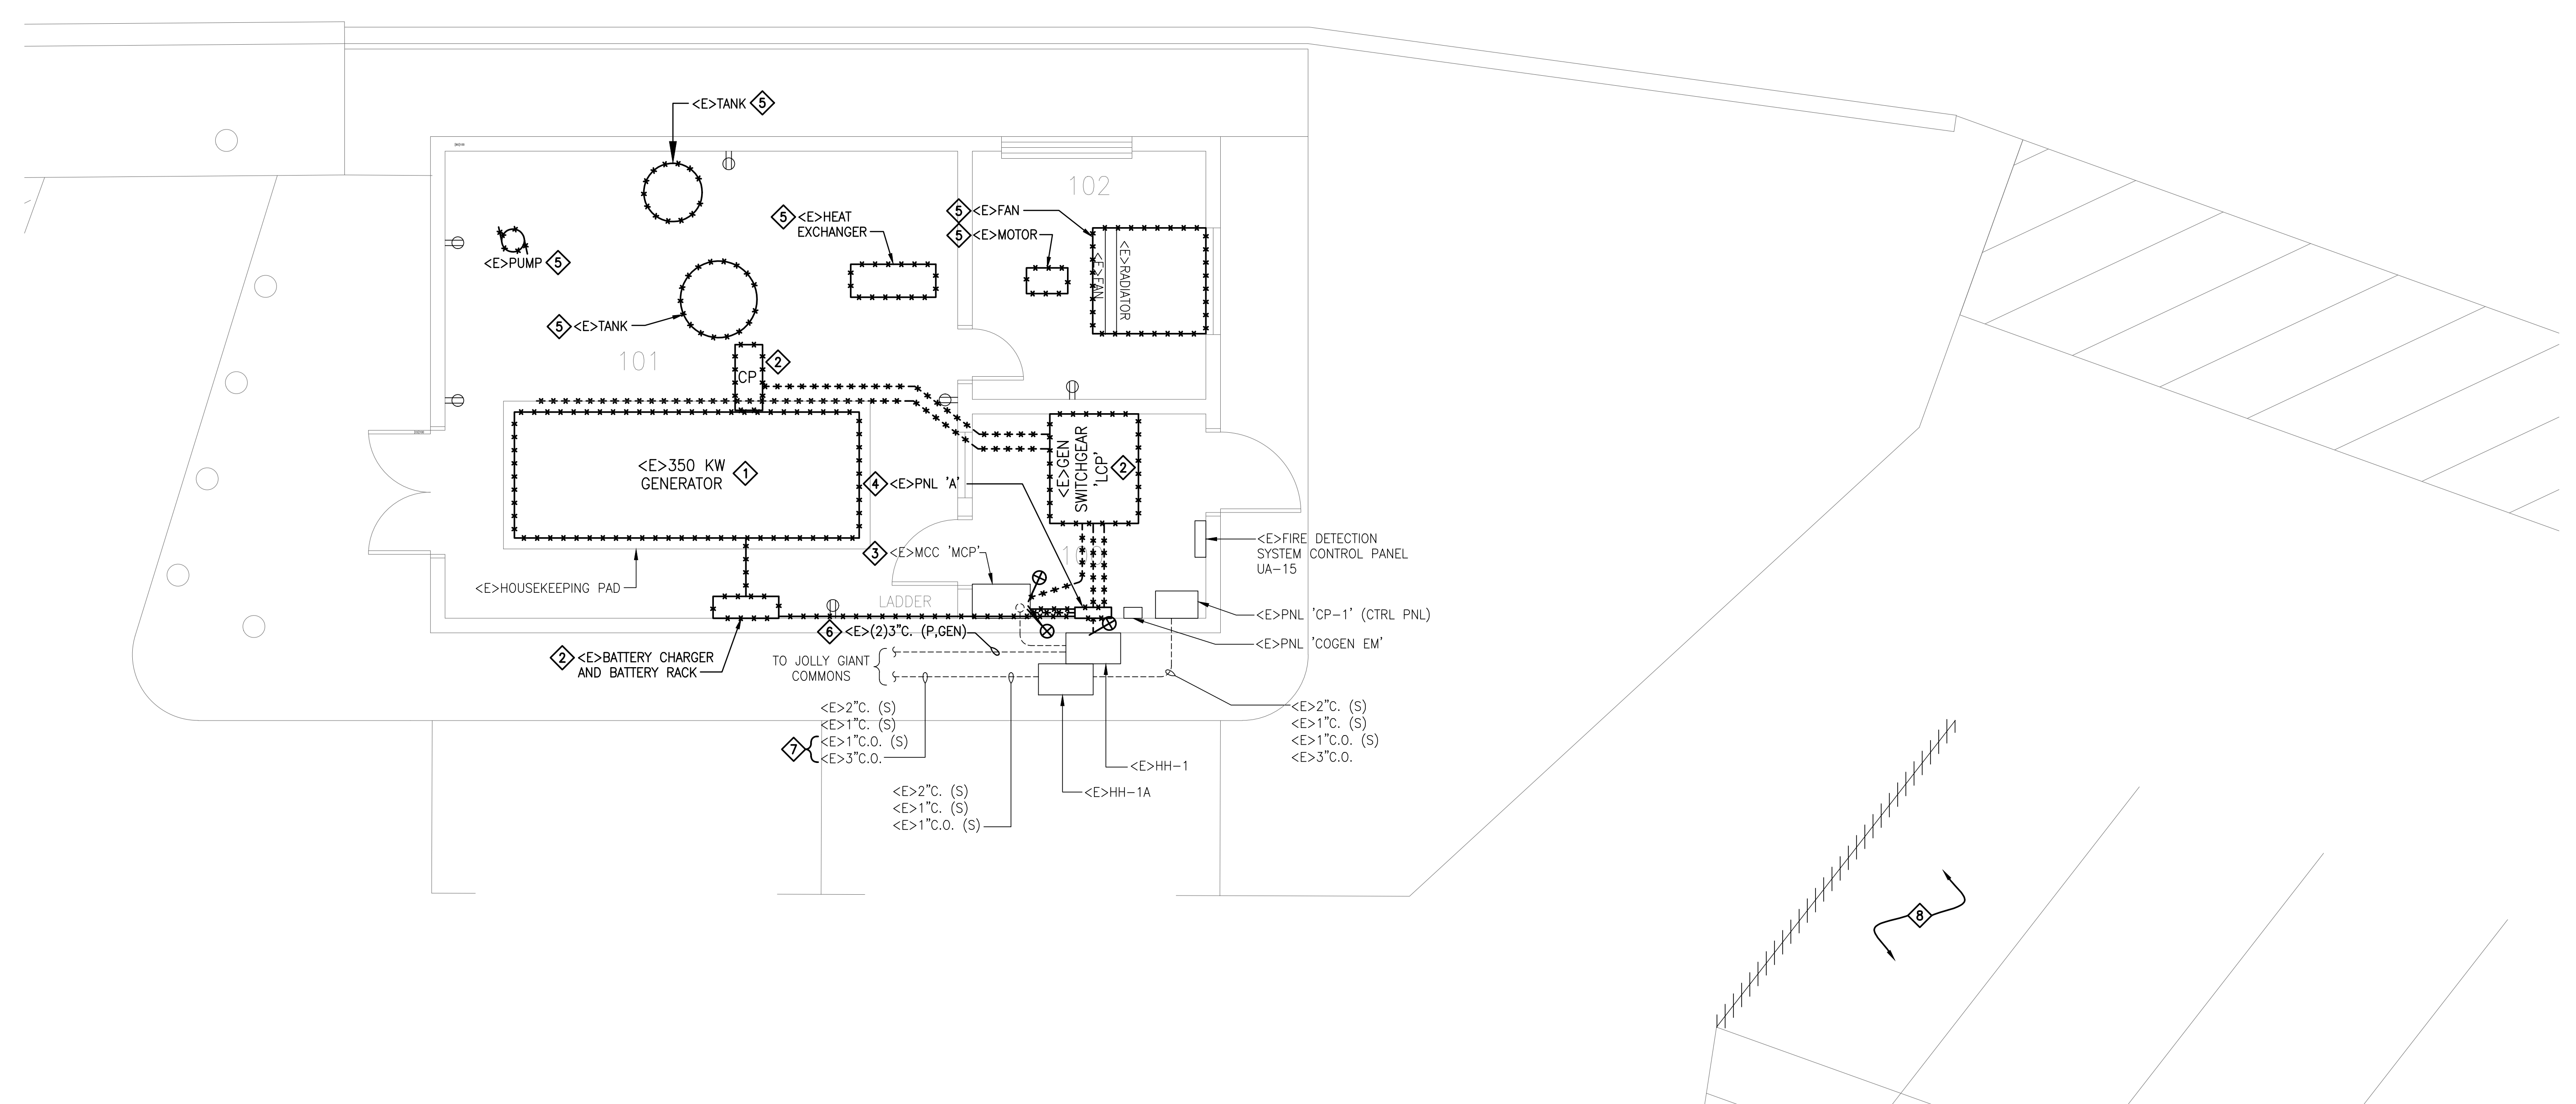 <E>TANK 5
102
5 <E>HEAT
EXCHANGER
5 <E>FAN
5 <E>MOTOR
<E>FAN
<E>RADIATOR
<E>PUMP 5
5 <E>TANK
101
2
CP
<E>350 KW
GENERATOR
1
4 <E>PNL 'A'
<E>GEN
SWITCHGEAR
'LCP'
2
3 <E>MCC 'MCP'
<E>FIRE DETECTION
SYSTEM CONTROL PANEL
UA-15
<E>HOUSEKEEPING PAD
LADDER
<E>PNL 'CP-1' (CTRL PNL)
6 <E>(2)3"C. (P,GEN)
<E>PNL 'COGEN EM'
2 <E>BATTERY CHARGER
AND BATTERY RACK
TO JOLLY GIANT
COMMONS
<E>2"C. (S)
<E>1"C. (S)
<E>1"C.O. (S)
<E>3"C.O.
7
<E>2"C. (S)
<E>1"C. (S)
<E>1"C.O. (S)
<E>3"C.O.
<E>HH-1
<E>HH-1A
<E>2"C. (S)
<E>1"C. (S)
<E>1"C.O. (S)
8